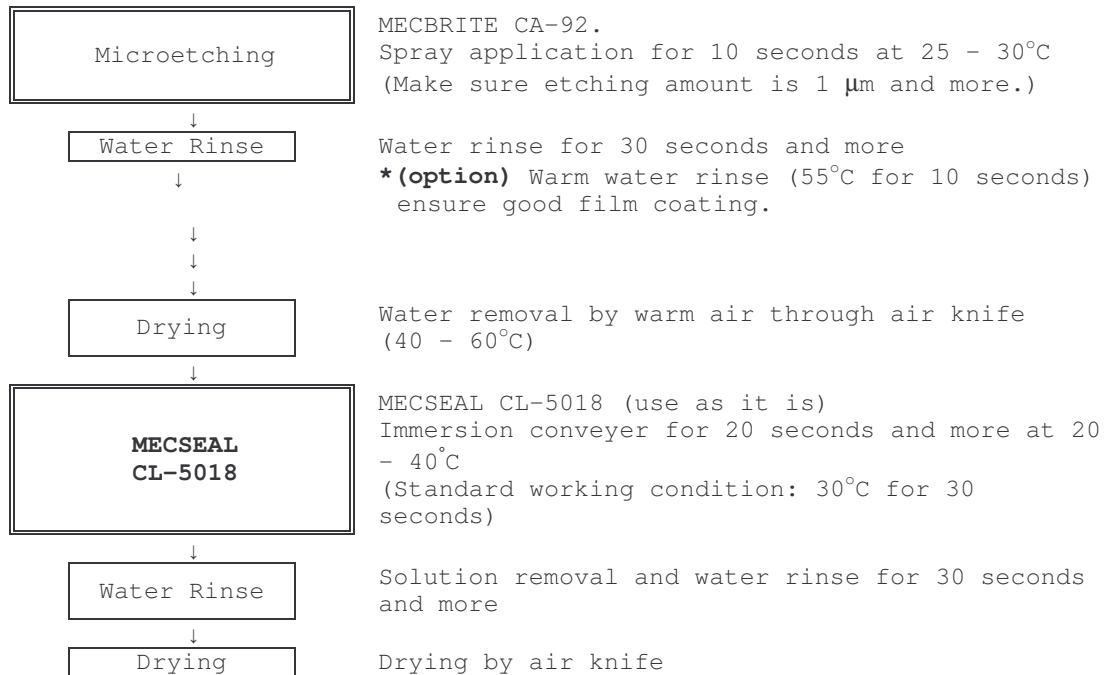 Microetching
MECBRITE CA-92.
Spray application for 10 seconds at 25 - 30°C
(Make sure etching amount is 1 μm and more.)
↓
Water Rinse
Water rinse for 30 seconds and more
↓
*(option) Warm water rinse (55°C for 10 seconds)
ensure good film coating.
↓
↓
↓
Drying
Water removal by warm air through air knife
(40 - 60°C)
↓
MECSEAL
CL-5018
MECSEAL CL-5018 (use as it is)
Immersion conveyer for 20 seconds and more at 20
- 40°C
(Standard working condition: 30°C for 30
seconds)
↓
Water Rinse
Solution removal and water rinse for 30 seconds
and more
↓
Drying
Drying by air knife